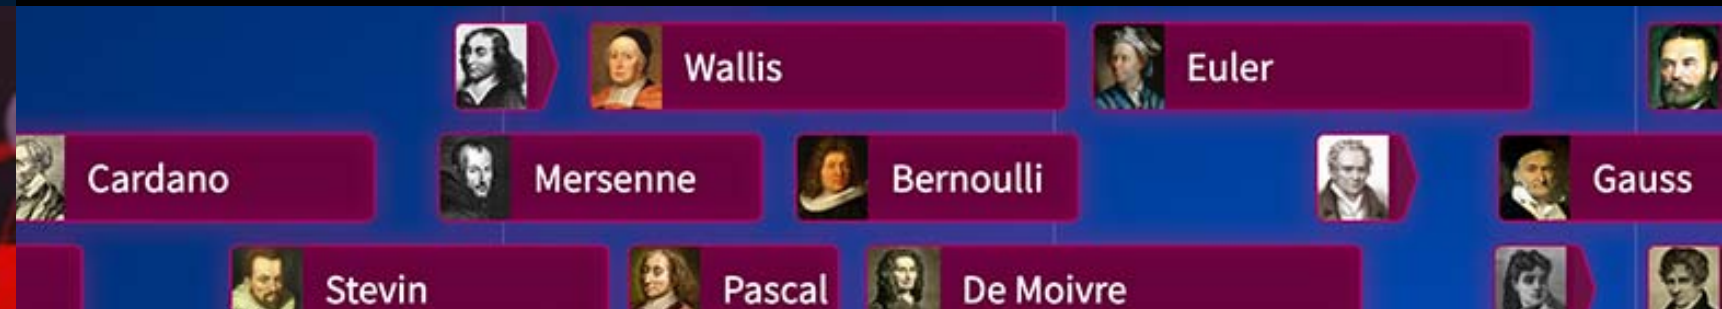 Wallis Euler
Cardano Mersenne Bernoulli Gauss
Stevin Pascal De Moivre